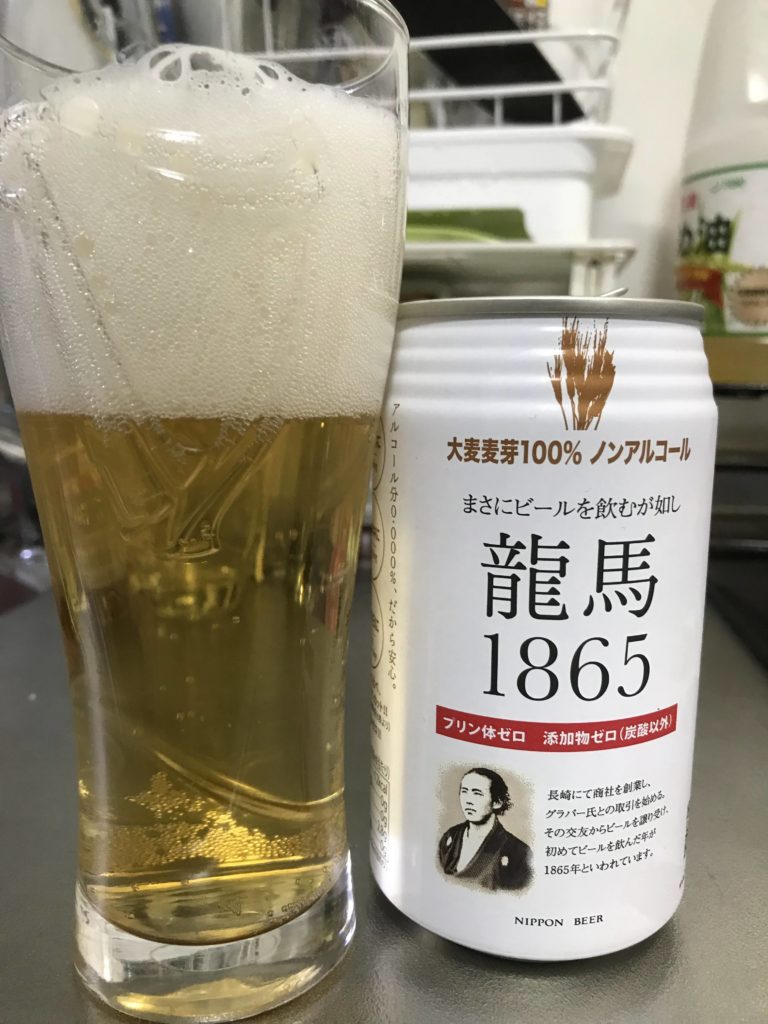 大麦麦芽100% ノンアルコール
まさにビールを飲むが如し
龍馬
1865
プリン体ゼロ 添加物ゼロ(炭酸以外)
長崎にて商社を創業し、
グラバー氏との取引を始める。
その交友からビールを譲り受け、
初めてビールを飲んだ年が
1865年といわれています。
NIPPON BEER
アルコール分0.000%、だから安心。
油